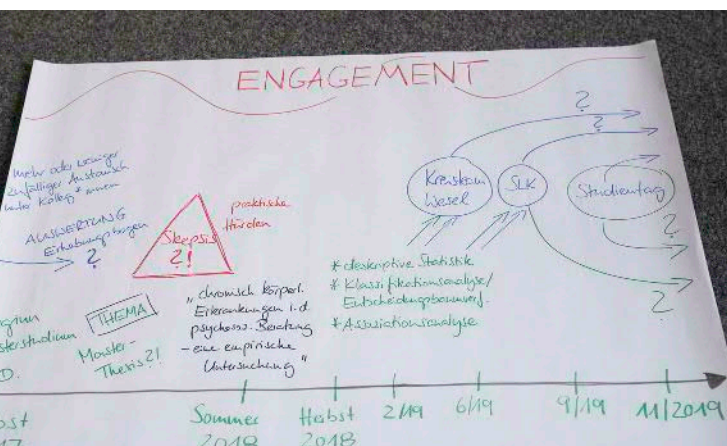 ENGAGEMENT
?
?
mehr oder weniger
zufälliger Austausch
unter Kolleg*innen
AUSWERTUNG
Erhebungsbogen
?
Skepsis
?!
praktische
Hürden
Wesel
SLK
Studientag
?
?
* deskriptive Statistik
* Klassifikationsanalyse/
Entscheidungsbaumverf.
* Assoziationsanalyse
THEMA
Master-
Thesis?!
"chronisch körperl.
Erkrankungen i.d.
psychosoz. Beratung
- eine empirische
Untersuchung"
Sommer
2018
Herbst
2018
2/19
6/19
9/19
11/2019